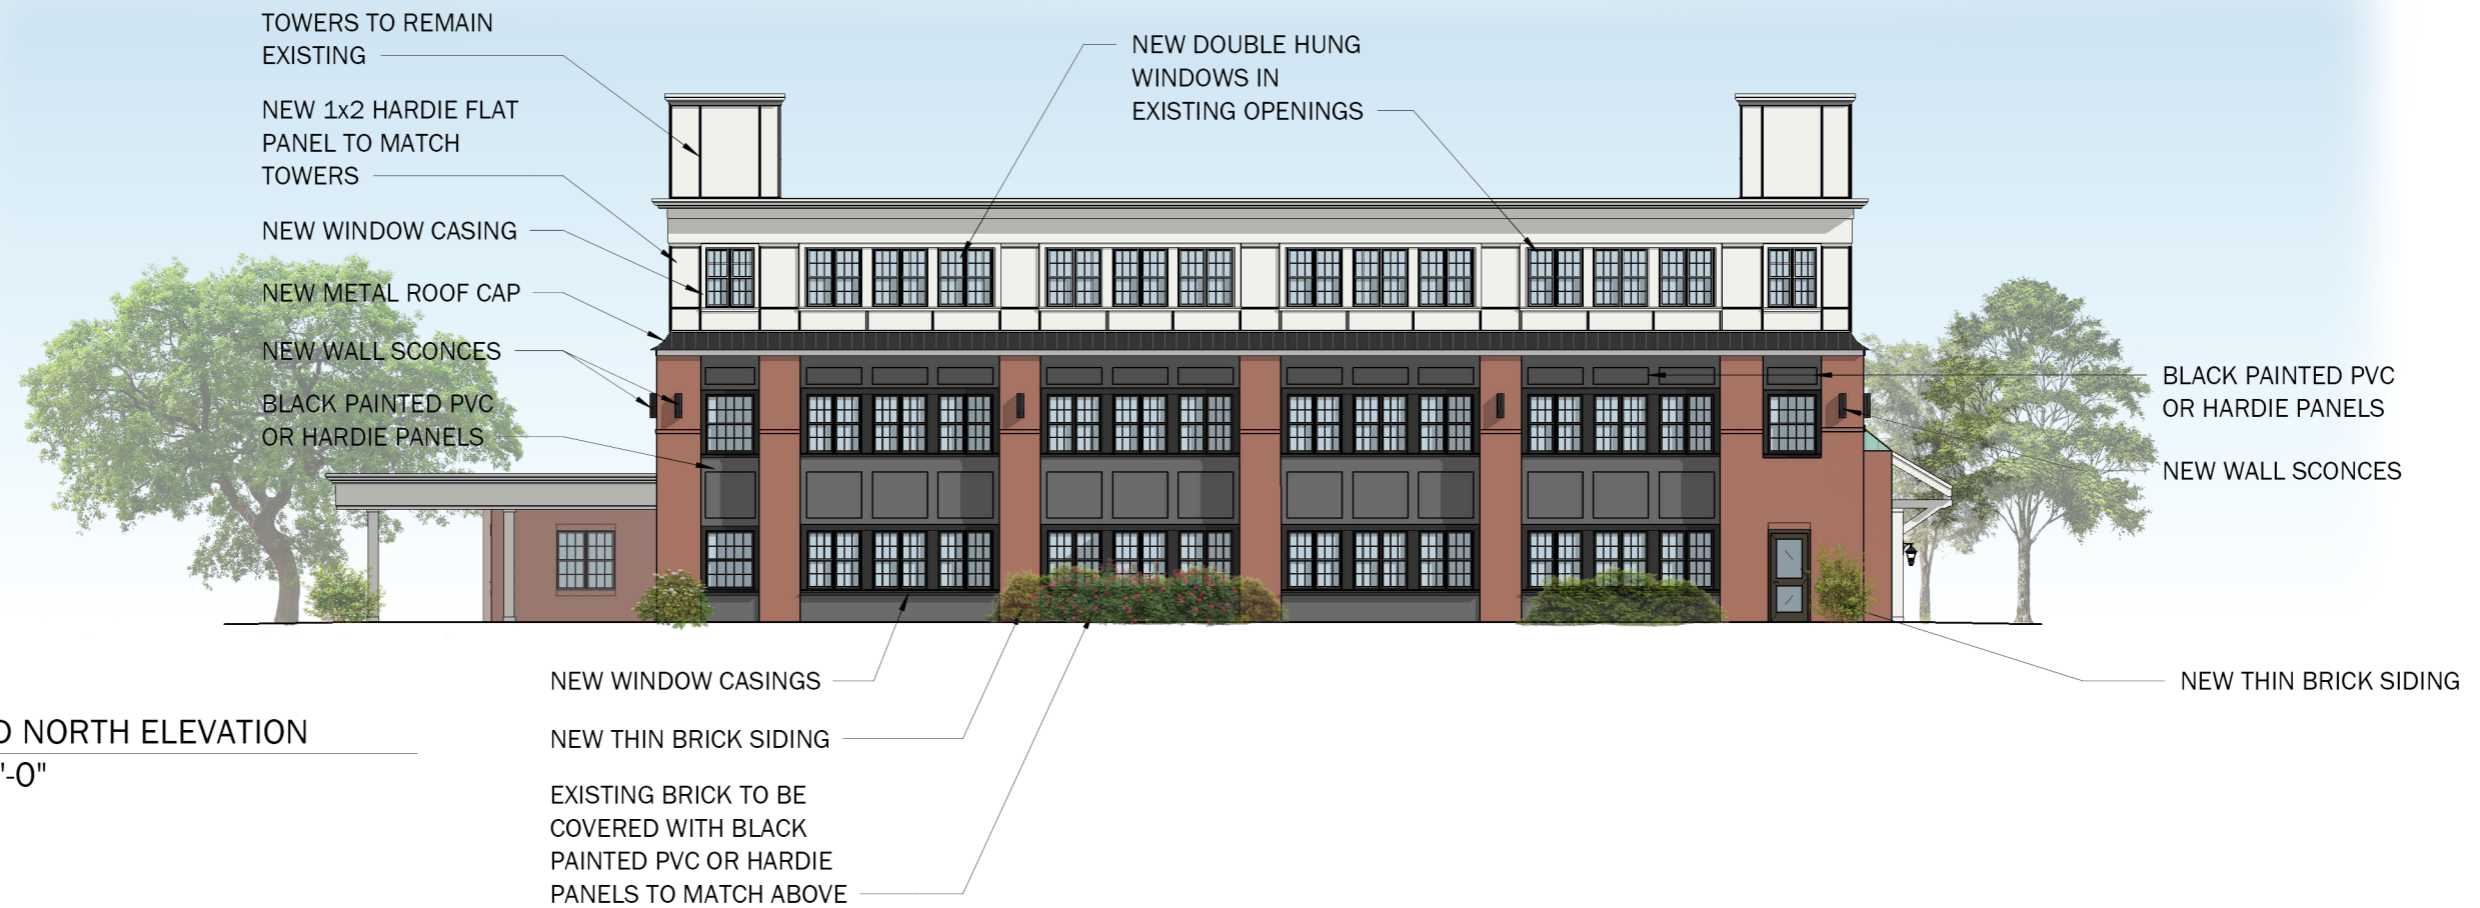 TOWERS TO REMAIN
EXISTING
NEW 1x2 HARDIE FLAT
PANEL TO MATCH
TOWERS
NEW WINDOW CASING
NEW METAL ROOF CAP
NEW WALL SCONCES
BLACK PAINTED PVC
OR HARDIE PANELS
NEW DOUBLE HUNG
WINDOWS IN
EXISTING OPENINGS
BLACK PAINTED PVC
OR HARDIE PANELS
NEW WALL SCONCES
NEW THIN BRICK SIDING
NEW WINDOW CASINGS
NEW THIN BRICK SIDING
EXISTING BRICK TO BE
COVERED WITH BLACK
PAINTED PVC OR HARDIE
PANELS TO MATCH ABOVE
D NORTH ELEVATION
'-0"